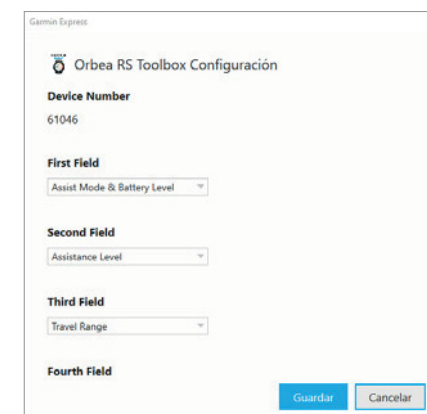 Garmin Express
Orbea RS Toolbox Configuración
Device Number
61046
First Field
Assist Mode & Battery Level
Second Field
Assistance Level
Third Field
Travel Range
Fourth Field
Guardar Cancelar